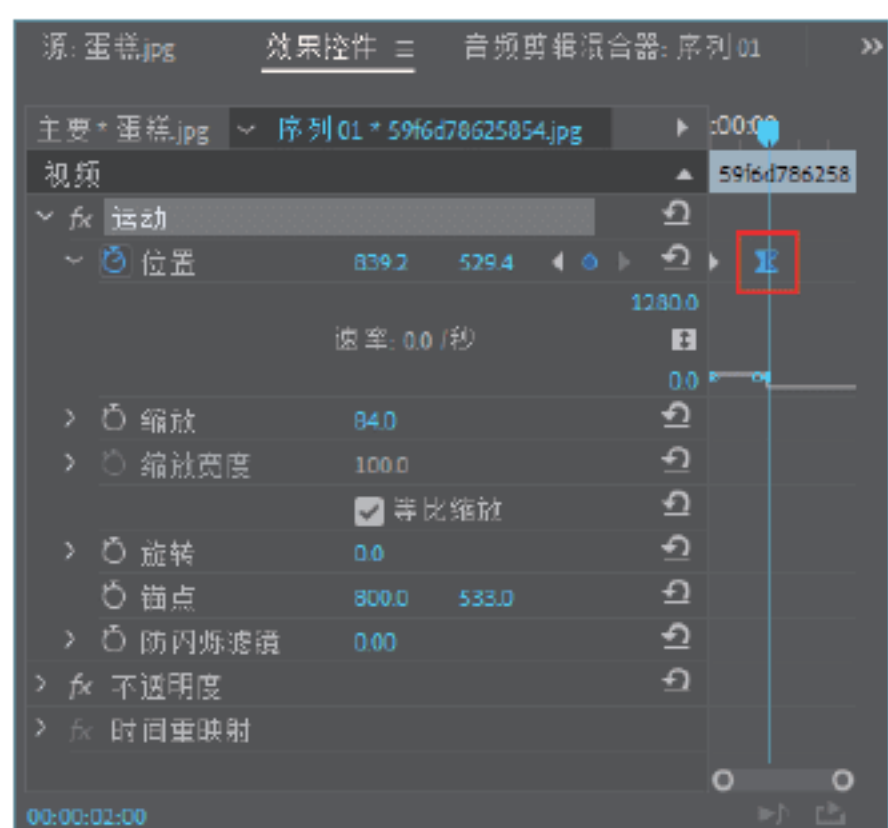 源: 蛋糕.jpg 效果控件 音频剪辑混合器: 序列 01
主要 * 蛋糕.jpg 序列 01 * 59f6d78625854.jpg :00:00
视频 59f6d786258
fx 运动
位置 839.2 529.4
1280.0
速率: 0.0 /秒
0.0
缩放 84.0
缩放宽度 100.0
等比缩放
旋转 0.0
锚点 800.0 533.0
防闪烁滤镜 0.00
fx 不透明度
fx 时间重映射
00:00:02:00